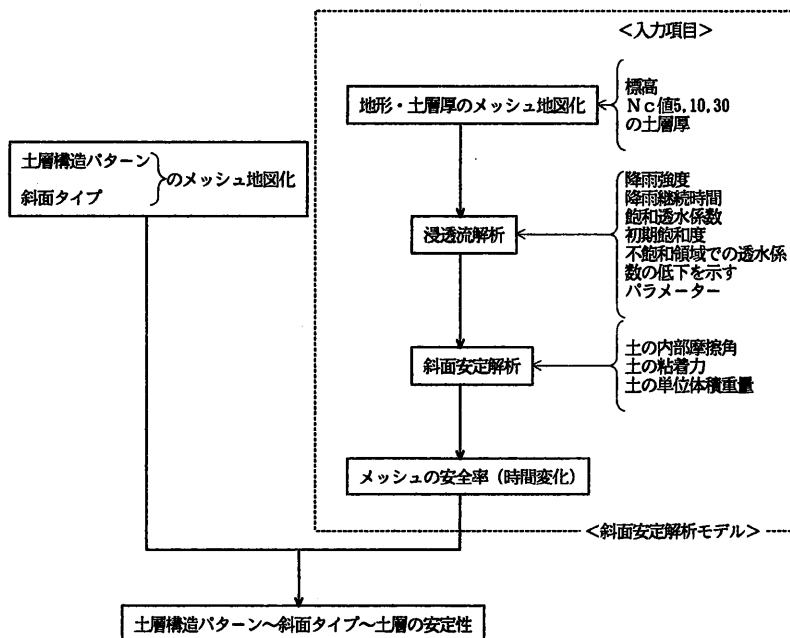 ＜入力項目＞
地形・土層厚のメッシュ地図化
標高
Ｎｃ値5,10,30
の土層厚
土層構造パターン
斜面タイプ
のメッシュ地図化
浸透流解析
降雨強度
降雨継続時間
飽和透水係数
初期飽和度
不飽和領域での透水係
数の低下を示す
パラメーター
斜面安定解析
土の内部摩擦角
土の粘着力
土の単位体積重量
メッシュの安全率（時間変化）
＜斜面安定解析モデル＞
土層構造パターン～斜面タイプ～土層の安定性